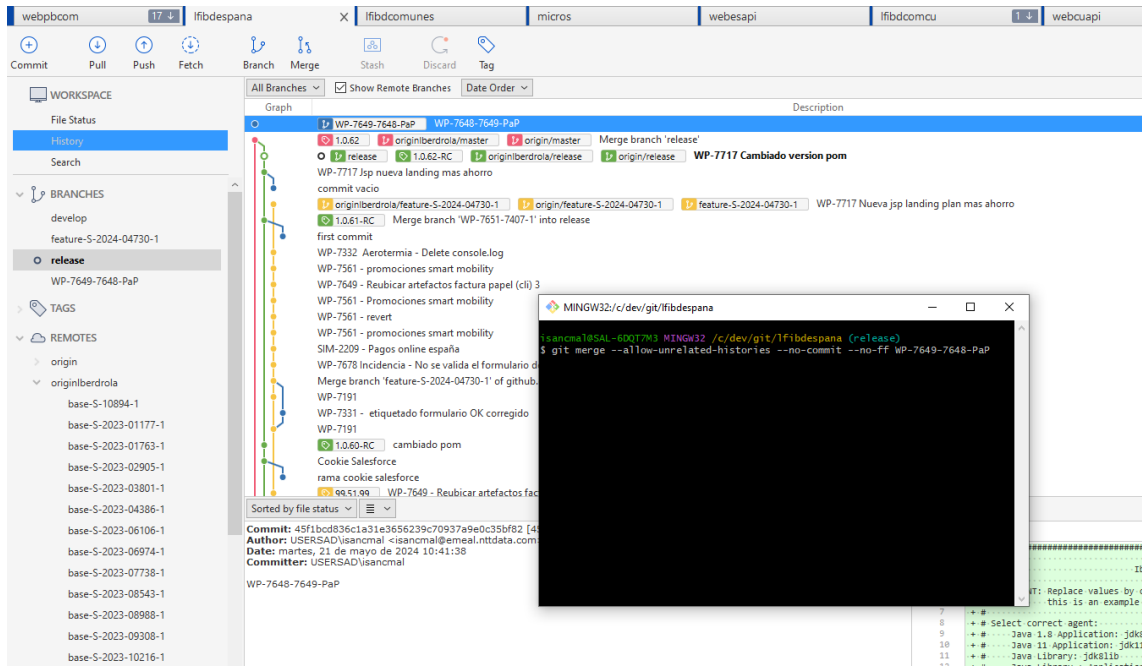 webpbcom 17 ↓ lfibdespana X lfibdcomunes micros webesapi lfibdcomcu 1 ↓ webcuapi
Commit Pull Push Fetch Branch Merge Stash Discard Tag
WORKSPACE
File Status
History
Search
BRANCHES
develop
feature-S-2024-04730-1
release
WP-7649-7648-PaP
TAGS
REMOTES
origin
originIberdrola
base-S-10894-1
base-S-2023-01177-1
base-S-2023-01763-1
base-S-2023-02905-1
base-S-2023-03801-1
base-S-2023-04386-1
base-S-2023-06106-1
base-S-2023-06974-1
base-S-2023-07738-1
base-S-2023-08543-1
base-S-2023-08988-1
base-S-2023-09308-1
base-S-2023-10216-1
All Branches Show Remote Branches Date Order
Graph Description
WP-7649-7648-PaP WP-7648-7649-PaP
1.0.62 originIberdrola/master origin/master Merge branch 'release'
release 1.0.62-RC originIberdrola/release origin/release WP-7717 Cambiado version pom
WP-7717 Jsp nueva landing mas ahorro
commit vacio
originIberdrola/feature-S-2024-04730-1 origin/feature-S-2024-04730-1 feature-S-2024-04730-1 WP-7717 Nueva jsp landing plan mas ahorro
1.0.61-RC Merge branch 'WP-7651-7407-1' into release
first commit
WP-7332 Aerotermia - Delete console.log
WP-7561 - promociones smart mobility
WP-7649 - Reubicar artefactos factura papel (cli) 3
WP-7561 - Promociones smart mobility
WP-7561 - revert
WP-7561 - promociones smart mobility
SIM-2209 - Pagos online españa
WP-7678 Incidencia - No se valida el formulario d
Merge branch 'feature-S-2024-04730-1' of github.
WP-7191
WP-7331 - etiquetado formulario OK corregido
WP-7191
1.0.60-RC cambiado pom
Cookie Salesforce
rama cookie salesforce
99.51.99 WP-7649 - Reubicar artefactos fac
MINGW32:/c/dev/git/lfibdespana
isancmal@SAL-6DQT7M3 MINGW32 /c/dev/git/lfibdespana (release)
$ git merge --allow-unrelated-histories --no-commit --no-ff WP-7649-7648-PaP
Sorted by file status
Commit: 45f1bcd836c1a31e3656239c70937a9e0c35bf82 [45
Author: USERSAD\isancmal <isancmal@emeal.nttdata.com
Date: martes, 21 de mayo de 2024 10:41:38
Committer: USERSAD\isancmal
WP-7648-7649-PaP
##########################
Ib
NT: Replace values by c
this is an example
7 + #
8 + # Select correct agent:
9 + # Java 1.8 Application: jdk8
10 + # Java 11 Application: jdk11
11 + # Java Library: jdk8lib